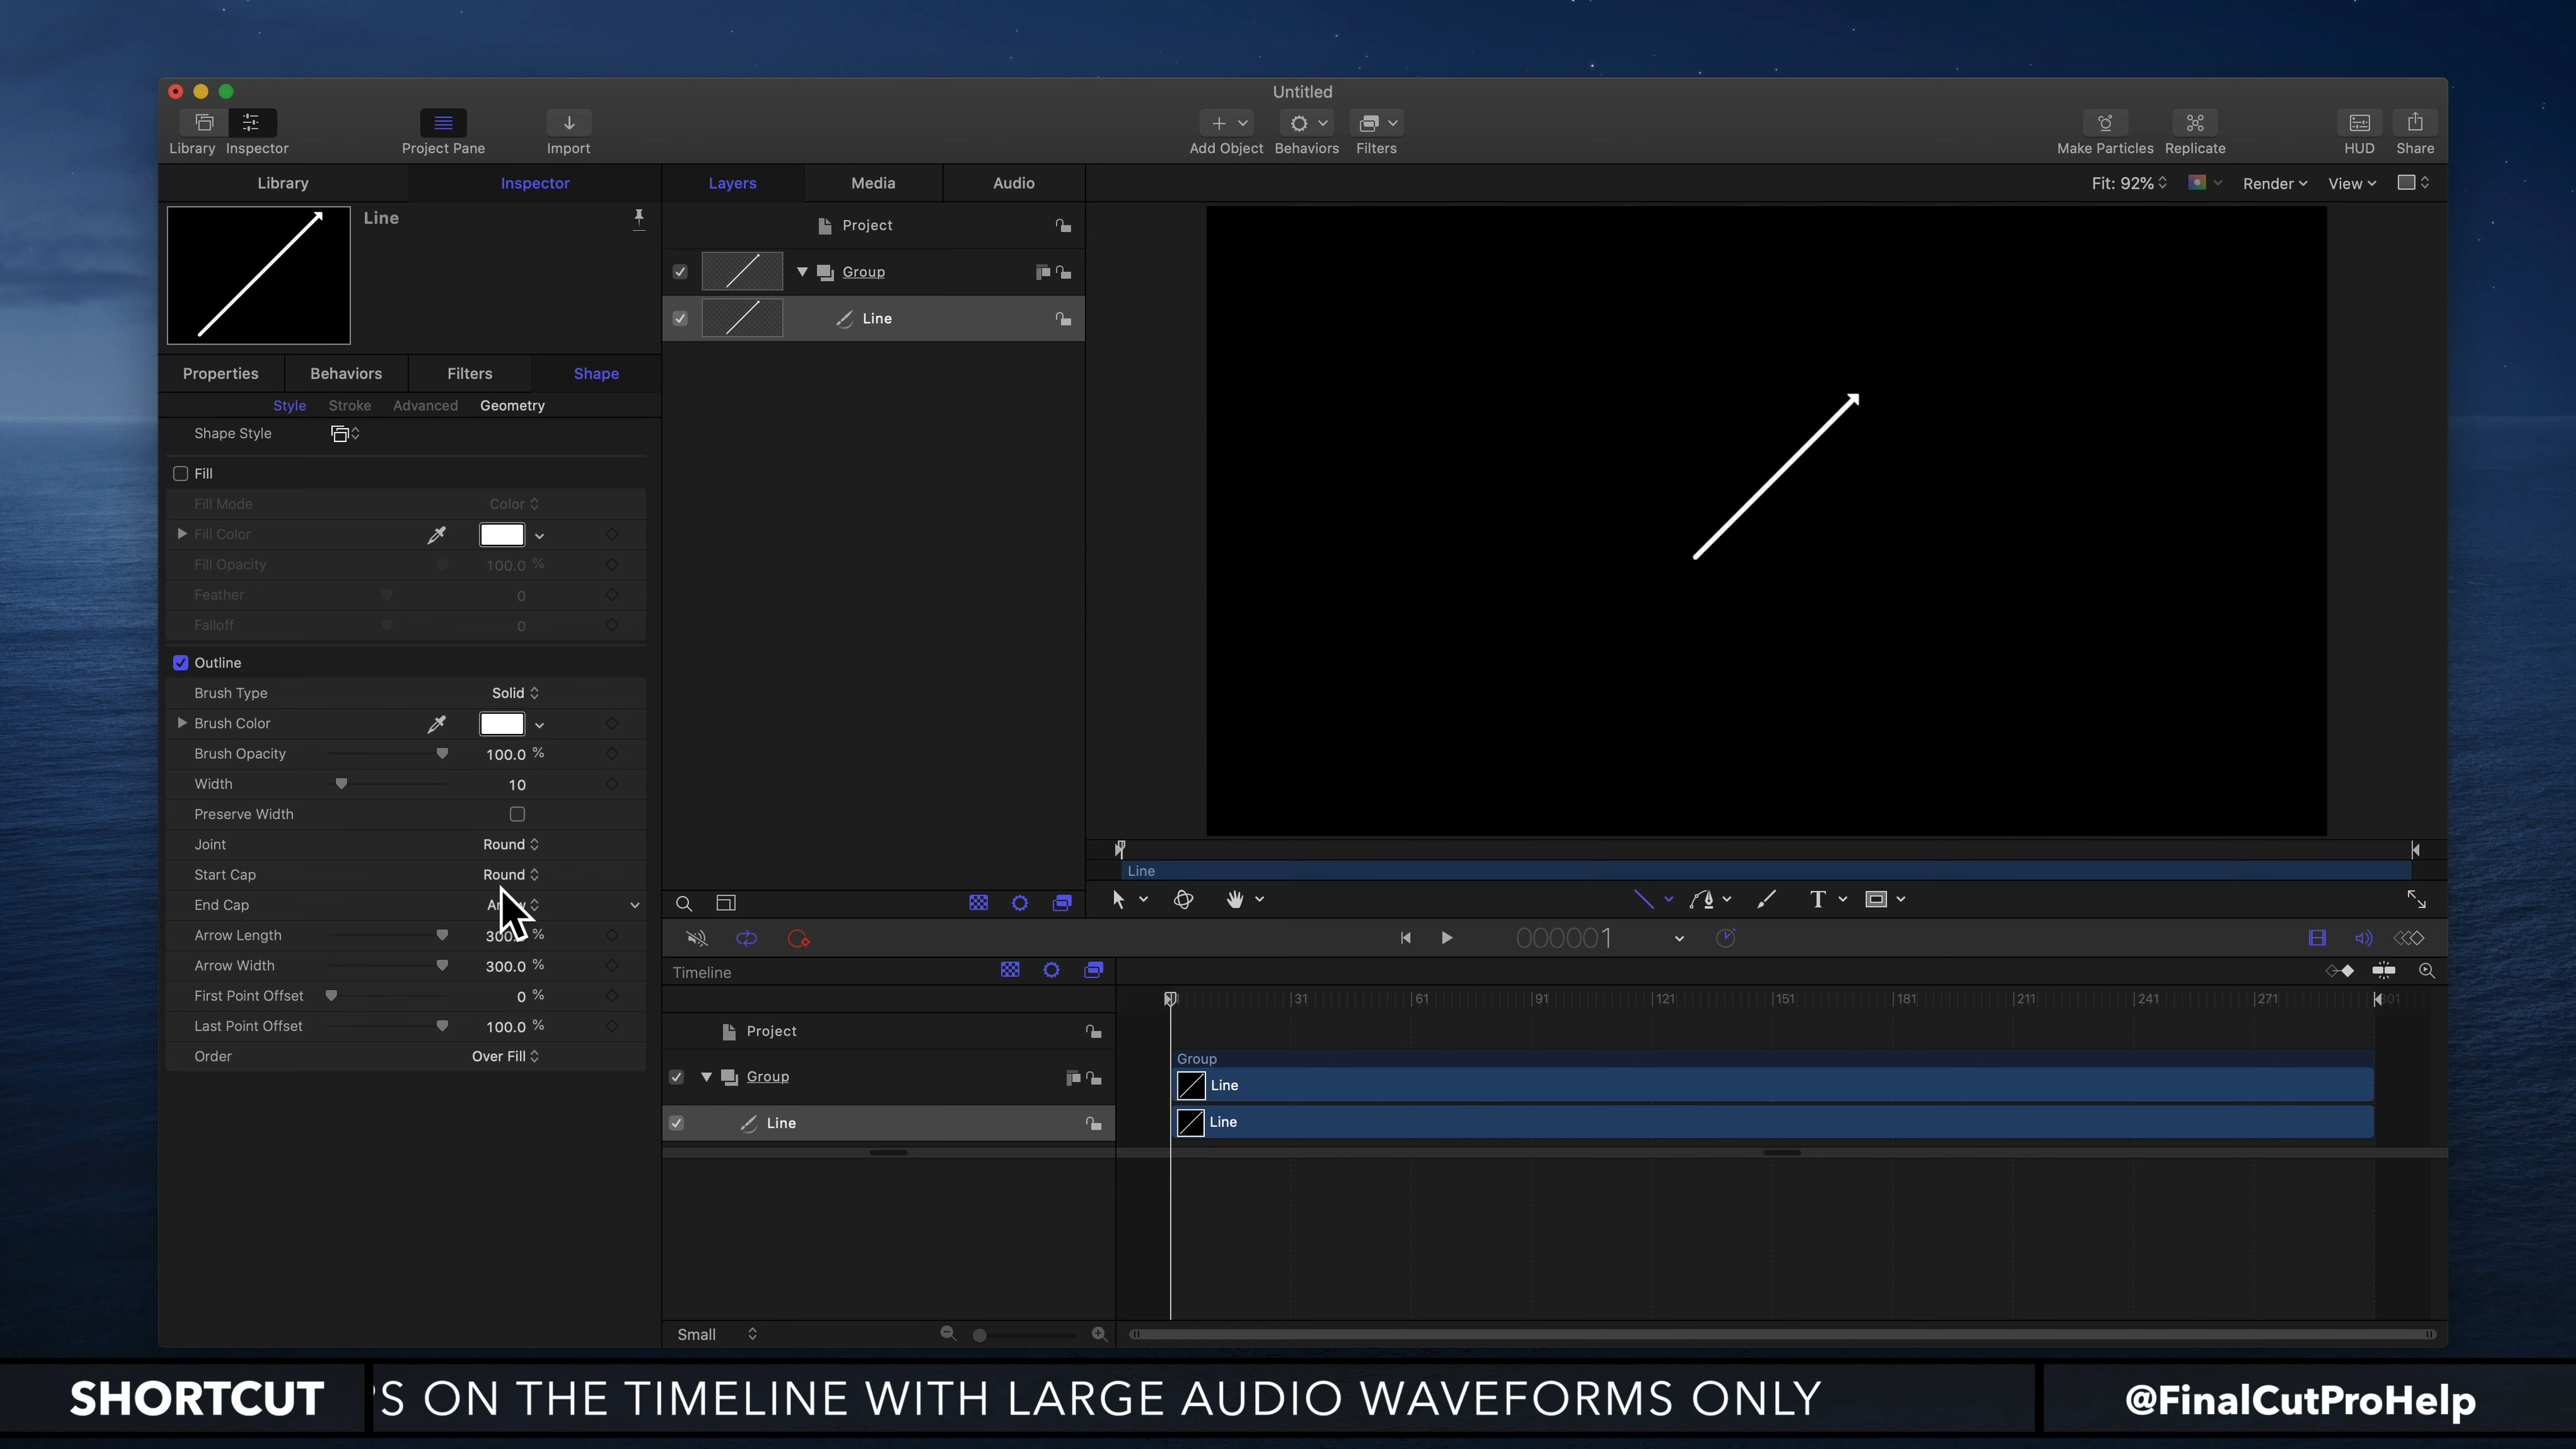 Untitled
Library Inspector Project Pane Import Add Object Behaviors Filters Make Particles Replicate HUD Share
Library Inspector Layers Media Audio Fit: 92% Render View
Line
Project
Group
Line
Properties Behaviors Filters Shape
Style Stroke Advanced Geometry
Shape Style
Fill
Fill Mode Color
Fill Color
Fill Opacity 100.0 %
Feather 0
Falloff 0
Outline
Brush Type Solid
Brush Color
Brush Opacity 100.0 %
Width 10
Preserve Width
Joint Round
Start Cap Round
End Cap
Arrow Length %
Arrow Width 300.0 %
First Point Offset 0 %
Last Point Offset 100.0 %
Order Over Fill
Line
T
000001
Timeline
31 61 91 121 151 181 211 241 271 301
Project
Group
Line
Group
Line
Line
Small
SHORTCUT
S ON THE TIMELINE WITH LARGE AUDIO WAVEFORMS ONLY
@FinalCutProHelp